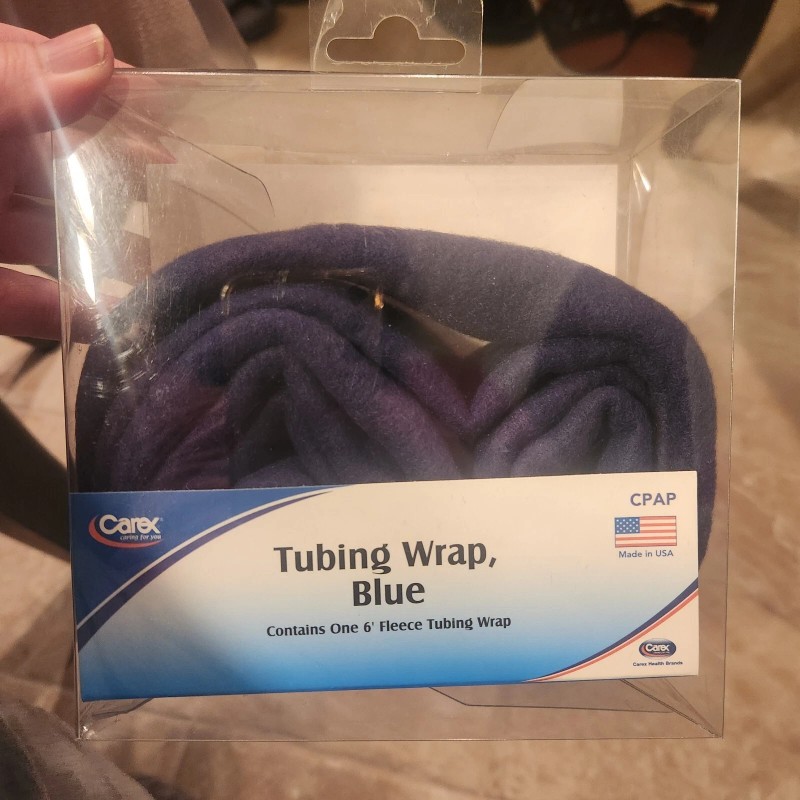 Carex
caring for you
CPAP
Made in USA
Tubing Wrap,
Blue
Contains One 6' Fleece Tubing Wrap
Carex
Carex Health Brands